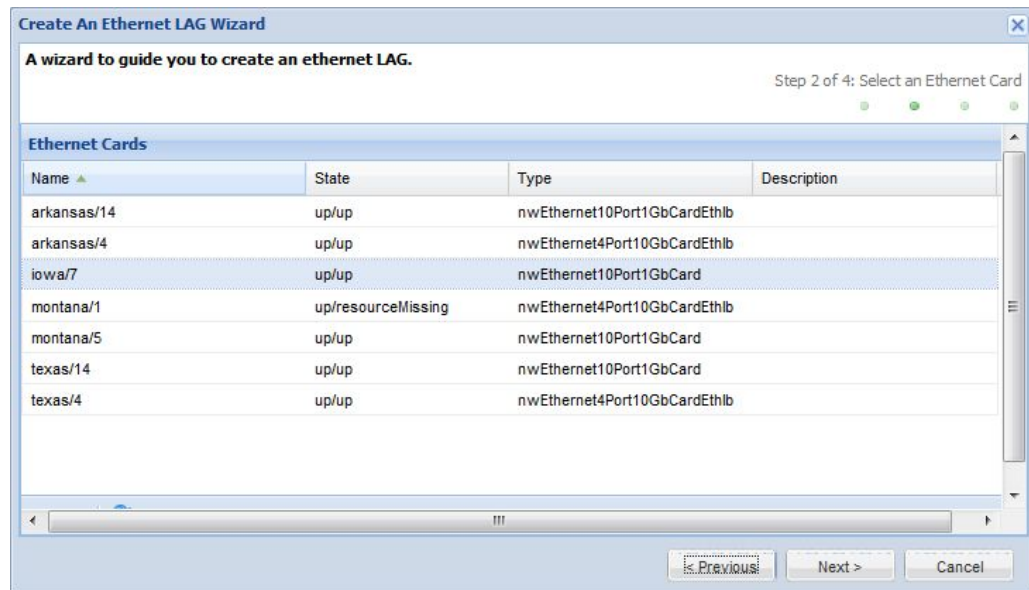 Create An Ethernet LAG Wizard
A wizard to guide you to create an ethernet LAG.
Step 2 of 4: Select an Ethernet Card
Ethernet Cards
Name State Type Description
arkansas/14 up/up nwEthernet10Port1GbCardEthIb
arkansas/4 up/up nwEthernet4Port10GbCardEthIb
iowa/7 up/up nwEthernet10Port1GbCard
montana/1 up/resourceMissing nwEthernet4Port10GbCardEthIb
montana/5 up/up nwEthernet10Port1GbCard
texas/14 up/up nwEthernet10Port1GbCard
texas/4 up/up nwEthernet4Port10GbCardEthIb
< Previous Next > Cancel